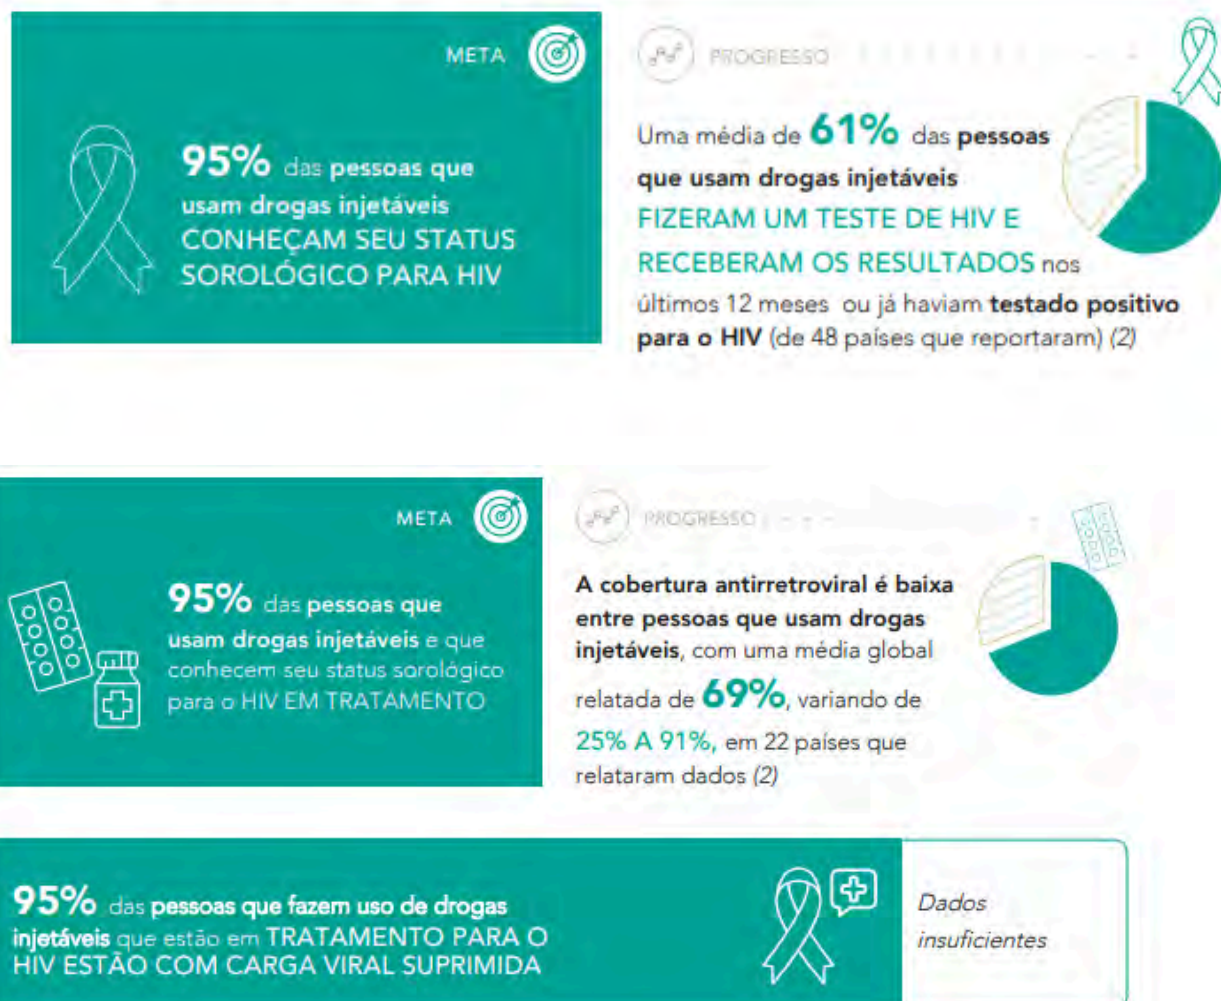 META
95% das pessoas que
usam drogas injetáveis
CONHEÇAM SEU STATUS
SOROLÓGICO PARA HIV
PROGRESSO
Uma média de 61% das pessoas
que usam drogas injetáveis
FIZERAM UM TESTE DE HIV E
RECEBERAM OS RESULTADOS nos
últimos 12 meses ou já haviam testado positivo
para o HIV (de 48 países que reportaram) (2)
META
95% das pessoas que
usam drogas injetáveis e que
conhecem seu status sorológico
para o HIV EM TRATAMENTO
PROGRESSO
A cobertura antirretroviral é baixa
entre pessoas que usam drogas
injetáveis, com uma média global
relatada de 69%, variando de
25% A 91%, em 22 países que
relataram dados (2)
95% das pessoas que fazem uso de drogas
injetáveis que estão em TRATAMENTO PARA O
HIV ESTÃO COM CARGA VIRAL SUPRIMIDA
Dados
insuficientes